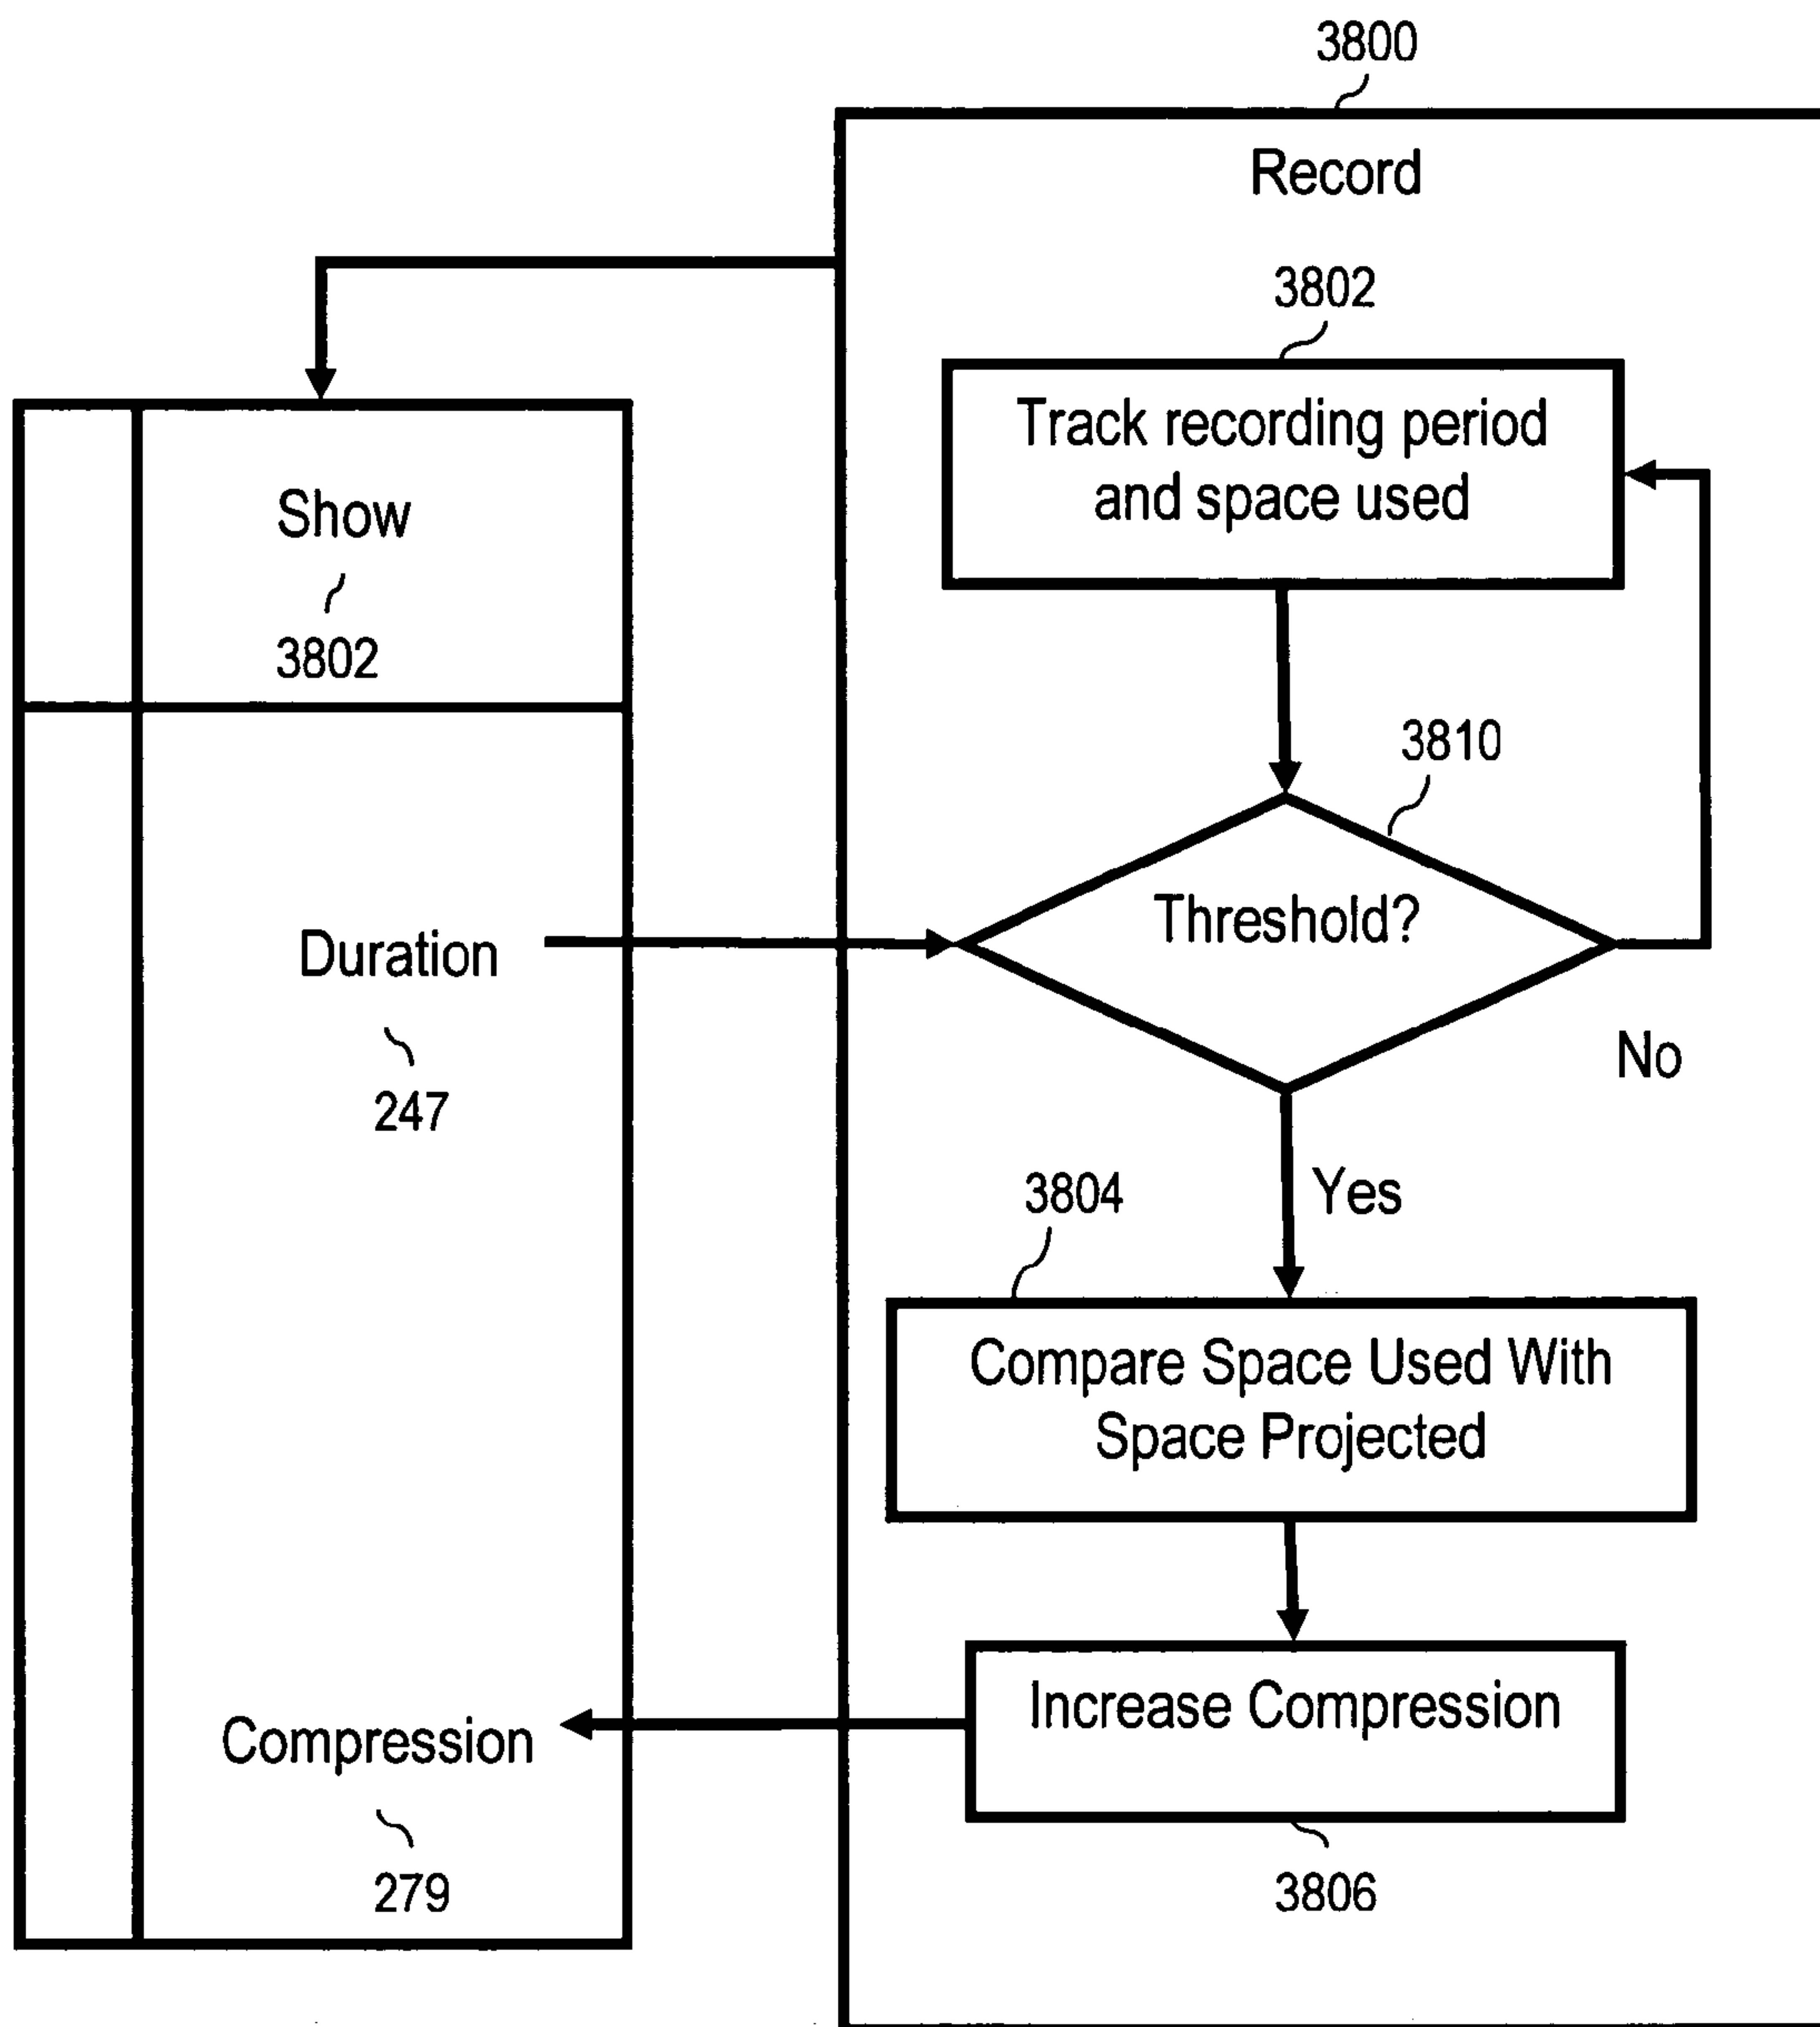 3800
Record
3802
Track recording period
and space used
Show
3802
3810
Threshold?
Duration
247
No
Yes
3804
Compare Space Used With
Space Projected
Increase Compression
Compression
279
3806